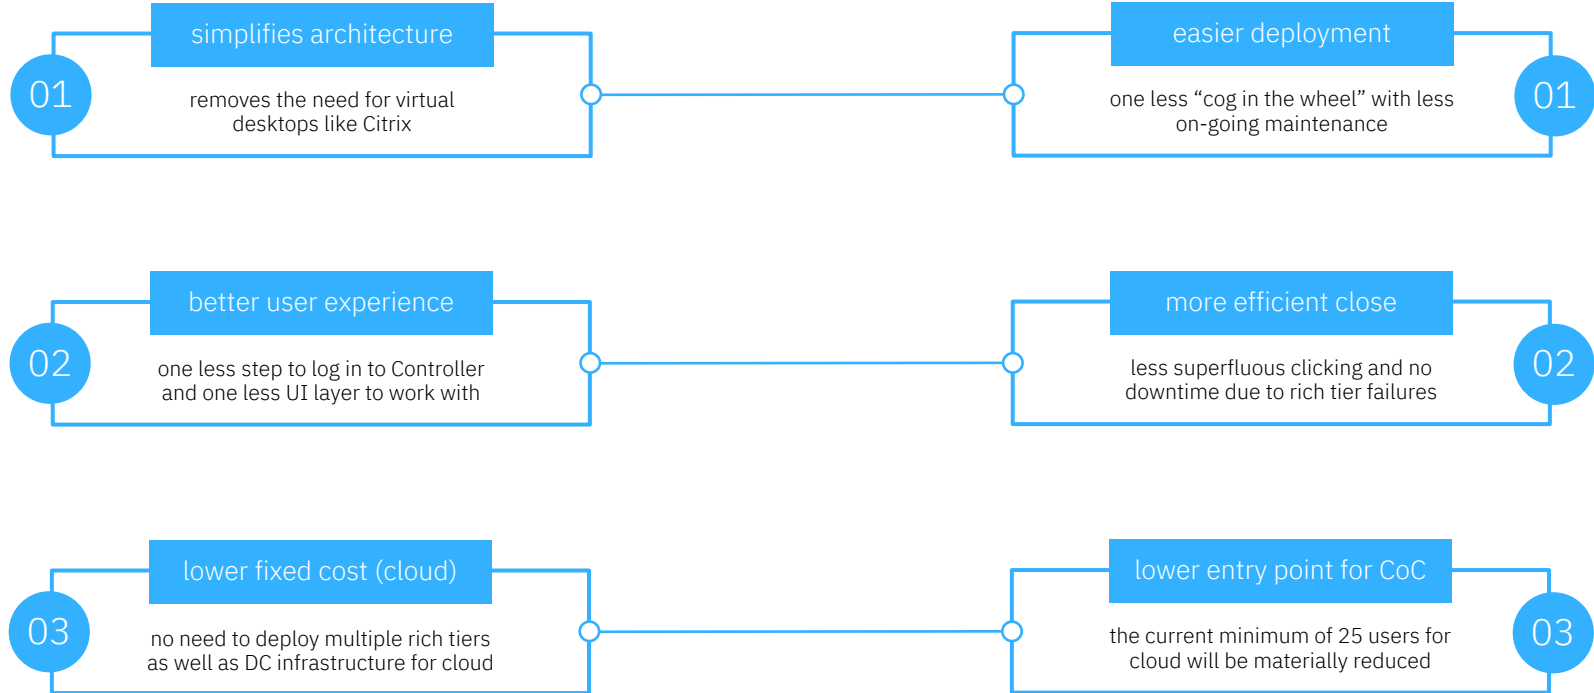 simplifies architecture
01
removes the need for virtual
desktops like Citrix
easier deployment
one less “cog in the wheel” with less
on-going maintenance
01
better user experience
02
one less step to log in to Controller
and one less UI layer to work with
more efficient close
less superfluous clicking and no
downtime due to rich tier failures
02
lower fixed cost (cloud)
03
no need to deploy multiple rich tiers
as well as DC infrastructure for cloud
lower entry point for CoC
the current minimum of 25 users for
cloud will be materially reduced
03